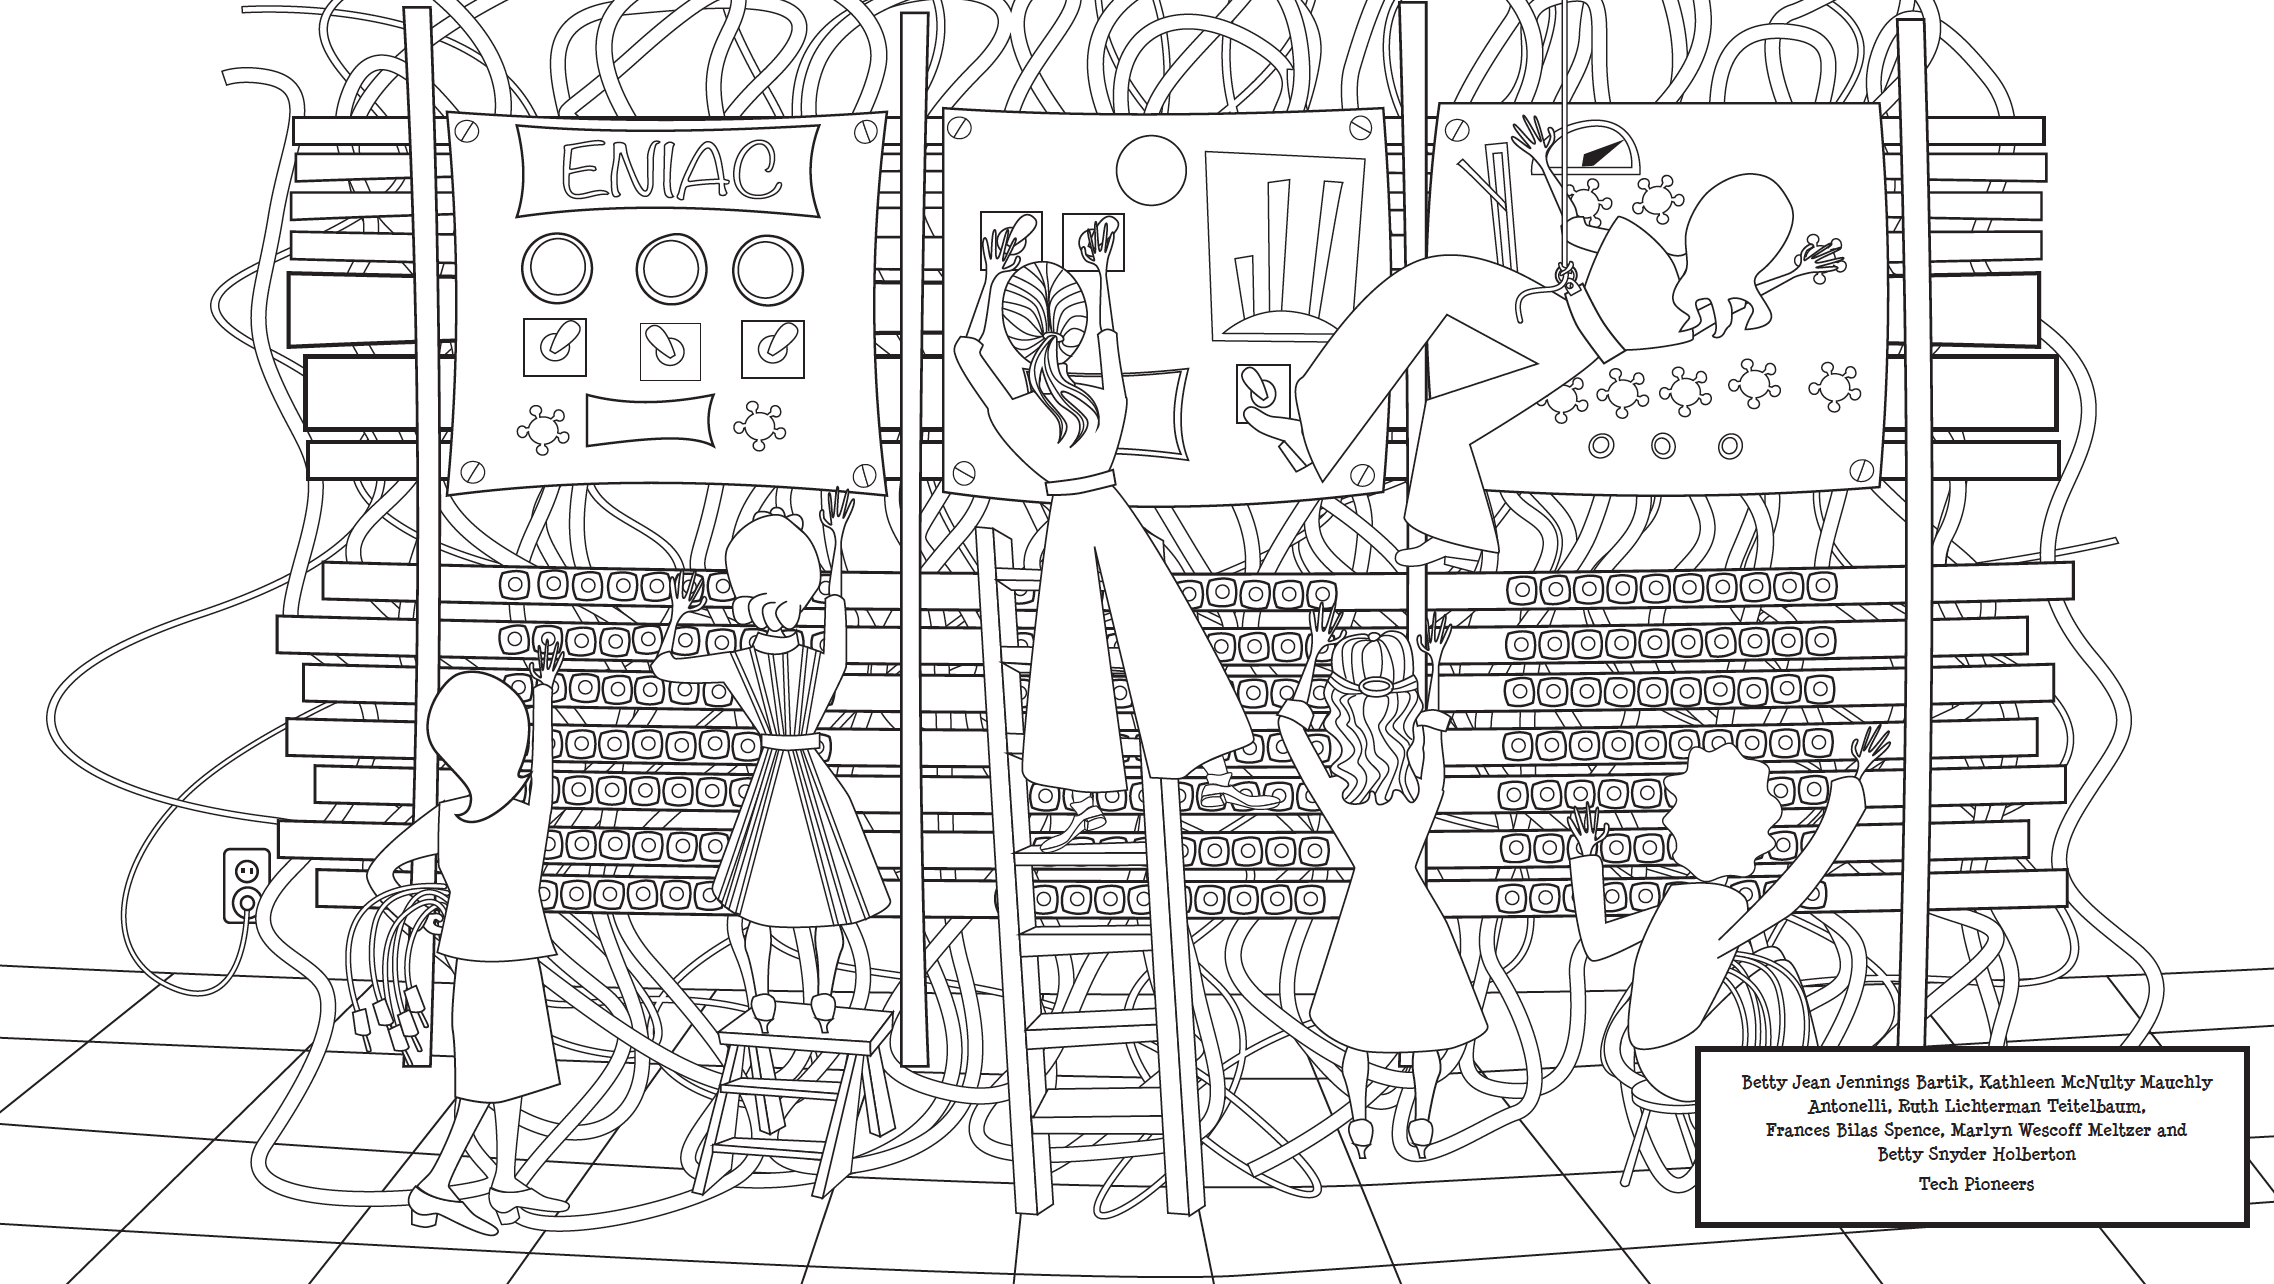 ENIAC
Betty Jean Jennings Bartik, Kathleen McNulty Mauchly
Antonelli, Ruth Lichterman Teitelbaum,
Frances Bilas Spence, Marlyn Wescoff Meltzer and
Betty Snyder Holberton
Tech Pioneers